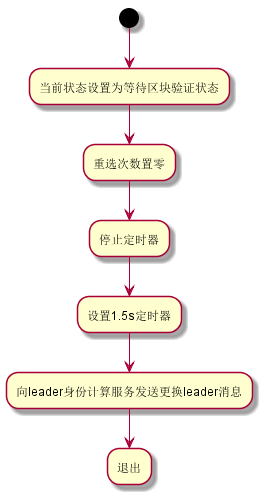 当前状态设置为等待区块验证状态
重选次数置零
停止定时器
设置1.5s定时器
向leader身份计算服务发送更换leader消息
退出